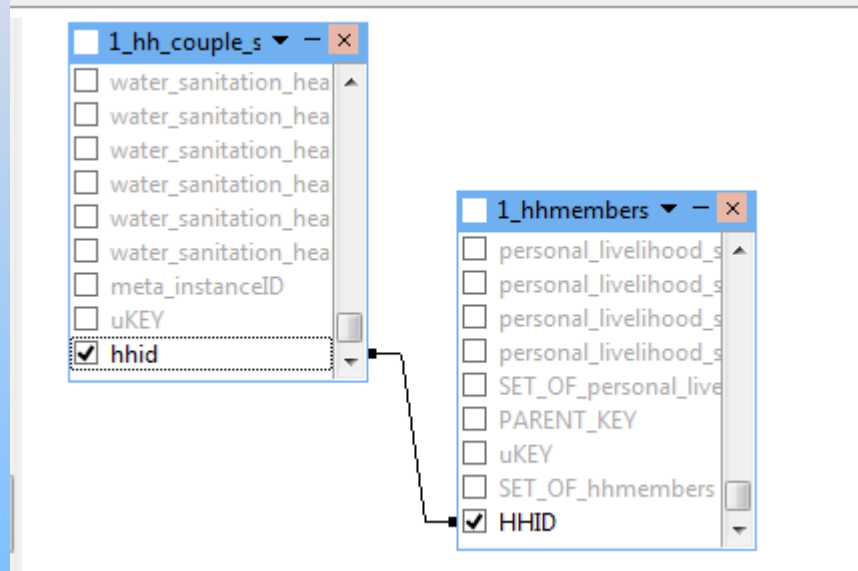 1_hh_couple_s
water_sanitation_hea
water_sanitation_hea
water_sanitation_hea
water_sanitation_hea
water_sanitation_hea
water_sanitation_hea
meta_instanceID
uKEY
hhid
1_hhmembers
personal_livelihood_s
personal_livelihood_s
personal_livelihood_s
personal_livelihood_s
SET_OF_personal_live
PARENT_KEY
uKEY
SET_OF_hhmembers
HHID